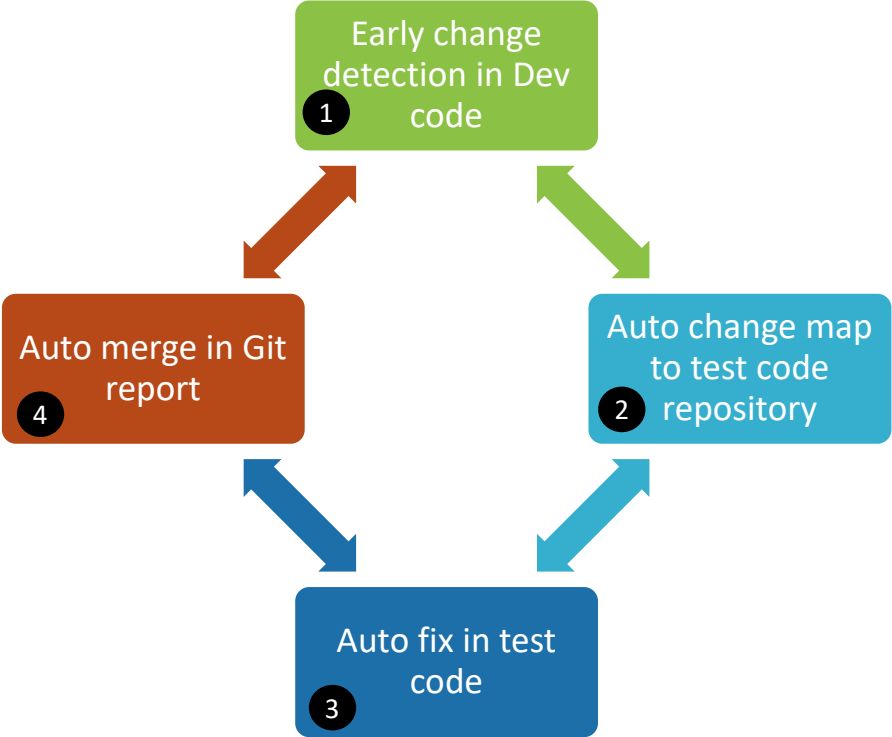 Early change
detection in Dev
code
1
Auto change map
to test code
repository
2
Auto fix in test
code
3
Auto merge in Git
report
4